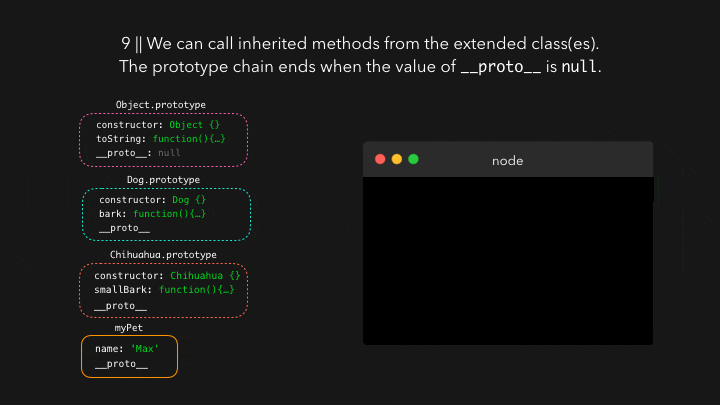 9 || We can call inherited methods from the extended class(es).
The prototype chain ends when the value of __proto__ is null.
Object.prototype
constructor: Object {}
toString: function(){…}
__proto__: null
Dog.prototype
constructor: Dog {}
bark: function(){…}
__proto__
Chihuahua.prototype
constructor: Chihuahua {}
smallBark: function(){…}
__proto__
myPet
name: 'Max'
__proto__
node